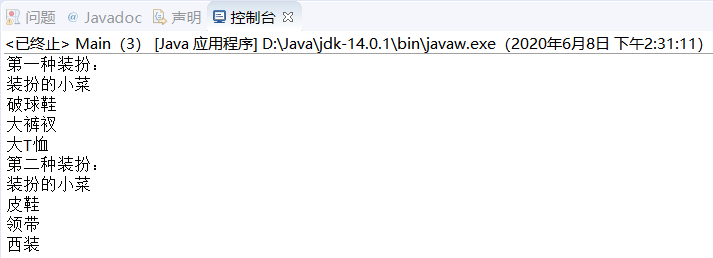 问题 @ Javadoc 声明 控制台
<已终止> Main（3） [Java 应用程序] D:\Java\jdk-14.0.1\bin\javaw.exe（2020年6月8日 下午2:31:11）
第一种装扮：
装扮的小菜
破球鞋
大裤衩
大T恤
第二种装扮：
装扮的小菜
皮鞋
领带
西装